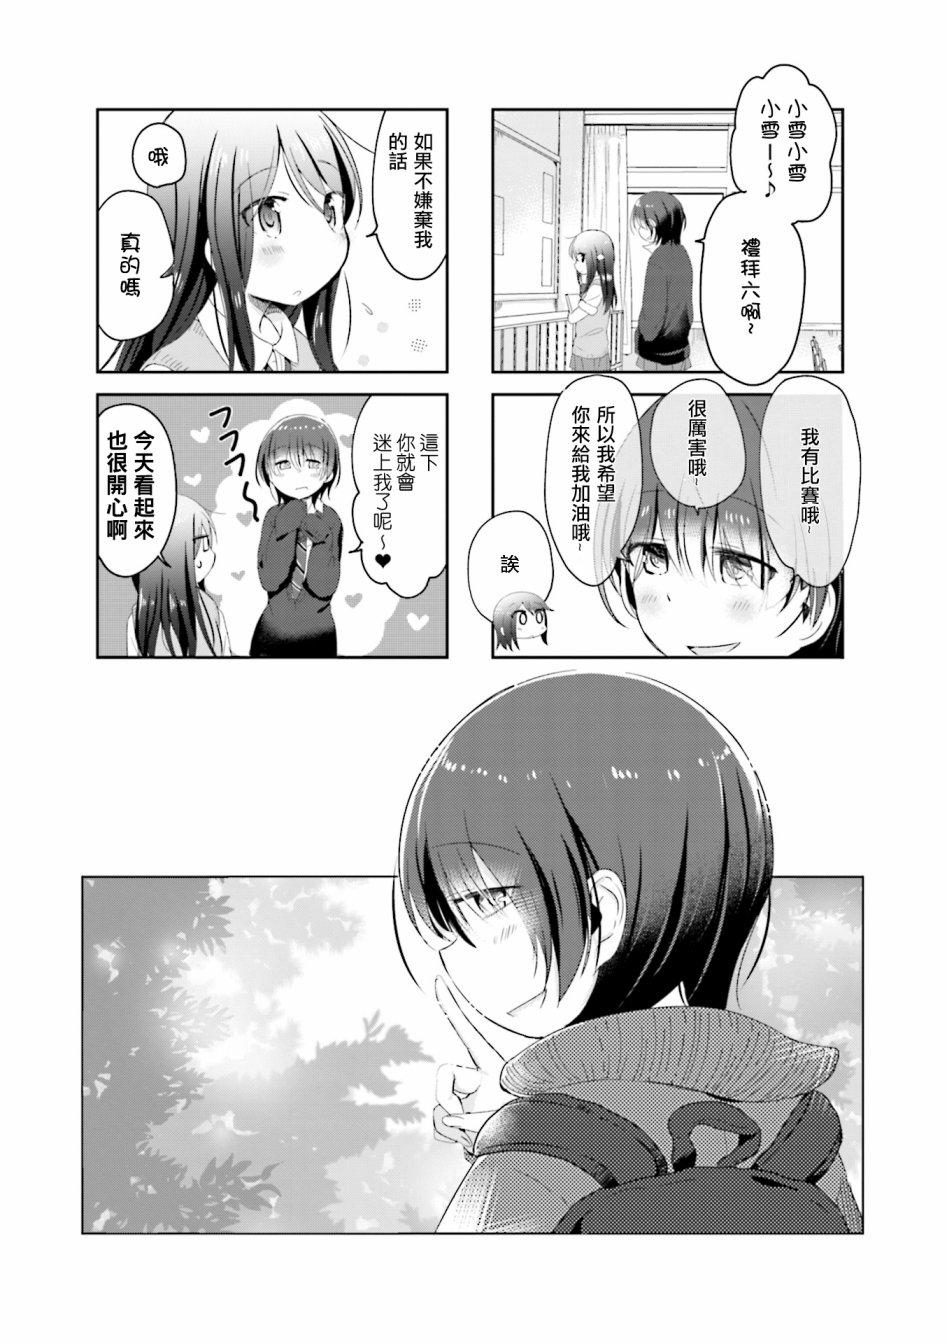 小雪小雪
小雪ー～♪
禮拜六啊~
我有比賽哦~
很厲害哦~
所以我希望
你來給我加油哦~
誒
如果不嫌棄我
的話
哦
真的嗎
這下
你就會
迷上我了呢～♥
フフフ～
今天看起來
也很開心啊